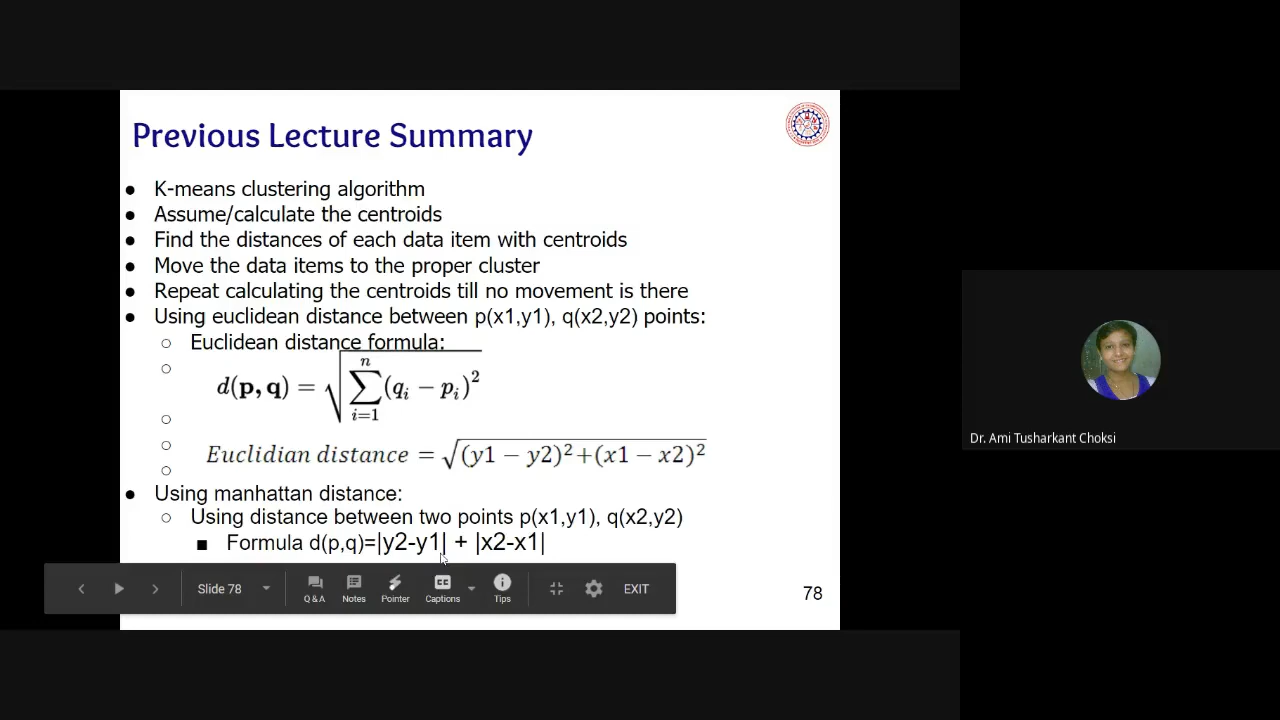 Previous Lecture Summary
● K-means clustering algorithm
● Assume/calculate the centroids
● Find the distances of each data item with centroids
● Move the data items to the proper cluster
● Repeat calculating the centroids till no movement is there
● Using euclidean distance between p(x1,y1), q(x2,y2) points:
○ Euclidean distance formula:
○ d(p,q) = √(∑_{i=1}^{n} (q_i − p_i)²)
○
○ Euclidian distance = √((y1 − y2)²+(x1 − x2)²)
○
● Using manhattan distance:
○ Using distance between two points p(x1,y1), q(x2,y2)
■ Formula d(p,q)=|y2-y1| + |x2-x1|
Slide 78
Q&A Notes Pointer CC Captions Tips EXIT
78
Dr. Ami Tusharkant Choksi